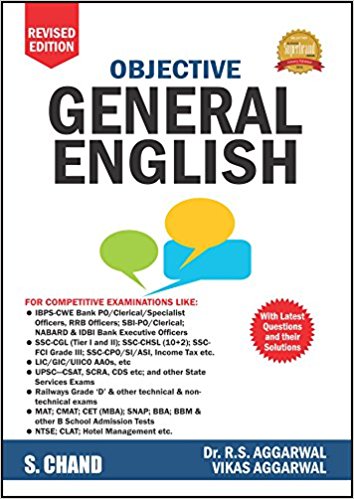 REVISED
EDITION
Superbrand
OBJECTIVE
GENERAL
ENGLISH
FOR COMPETITIVE EXAMINATIONS LIKE:
• IBPS-CWE Bank PO/Clerical/Specialist
Officers, RRB Officers; SBI-PO/Clerical;
NABARD & IDBI Bank Executive Officers
• SSC-CGL (Tier I and II); SSC-CHSL (10+2); SSC-
FCI Grade III; SSC-CPO/SI/ASI, Income Tax etc.
• LIC/GIC/UIICO AAOs, etc
• UPSC—CSAT, SCRA, CDS etc; and other State
Services Exams
• Railways Grade 'D' & other technical & non-
technical exams
• MAT; CMAT; CET (MBA); SNAP; BBA; BBM &
other B School Admission Tests
• NTSE; CLAT; Hotel Management etc.
With Latest
Questions
and their
Solutions
S. CHAND
Dr. R.S. AGGARWAL
VIKAS AGGARWAL